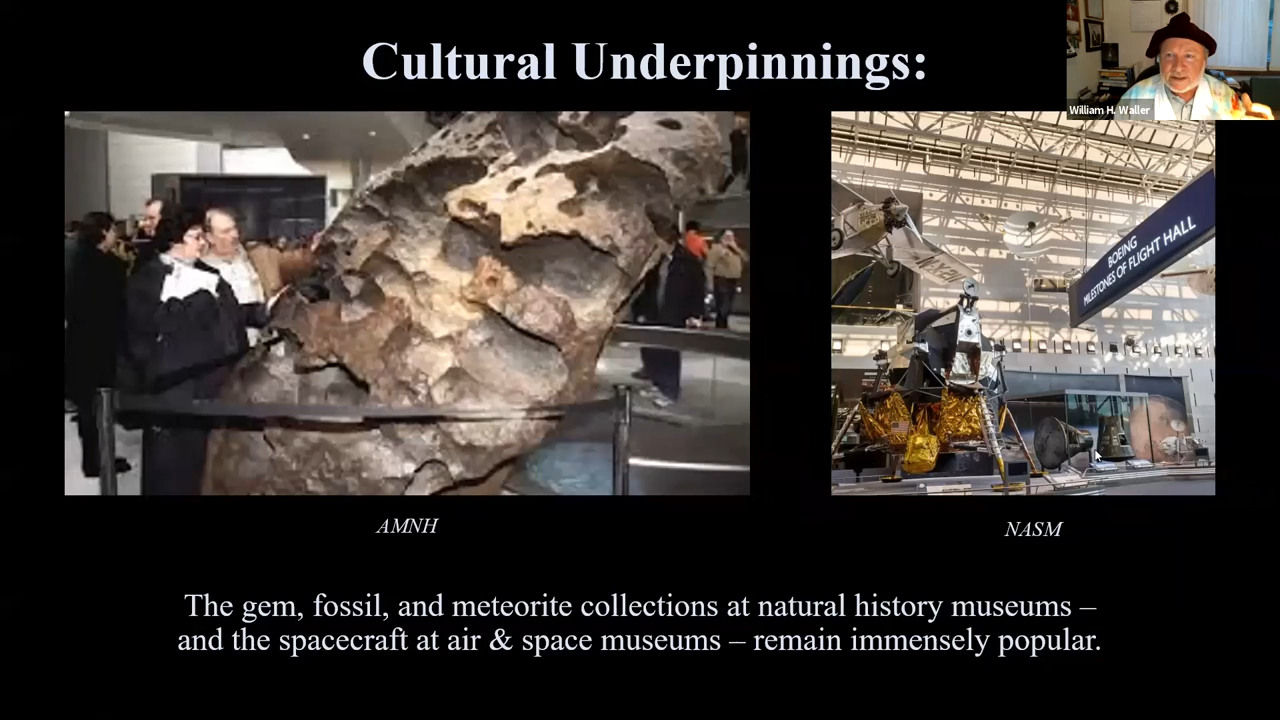 Cultural Underpinnings:
William H. Waller
BOEING
MILESTONES OF FLIGHT HALL
AMNH
NASM
The gem, fossil, and meteorite collections at natural history museums –
and the spacecraft at air & space museums – remain immensely popular.